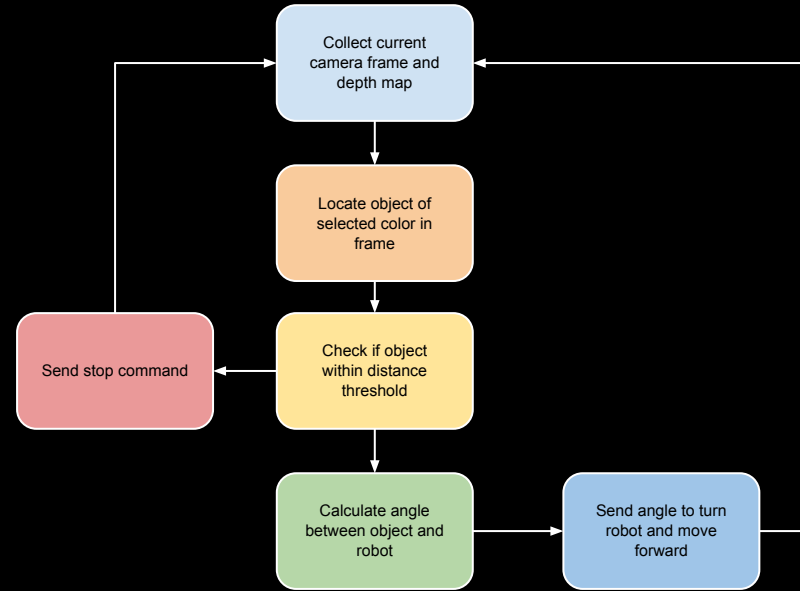 Collect current
camera frame and
depth map
Locate object of
selected color in
frame
Send stop command
Check if object
within distance
threshold
Calculate angle
between object and
robot
Send angle to turn
robot and move
forward